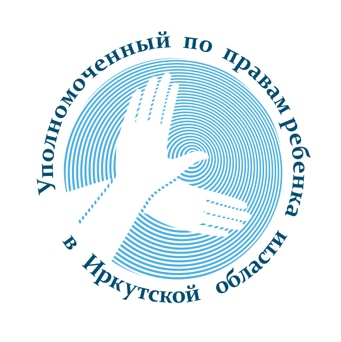 Уполномоченный по правам ребенка
в Иркутской области